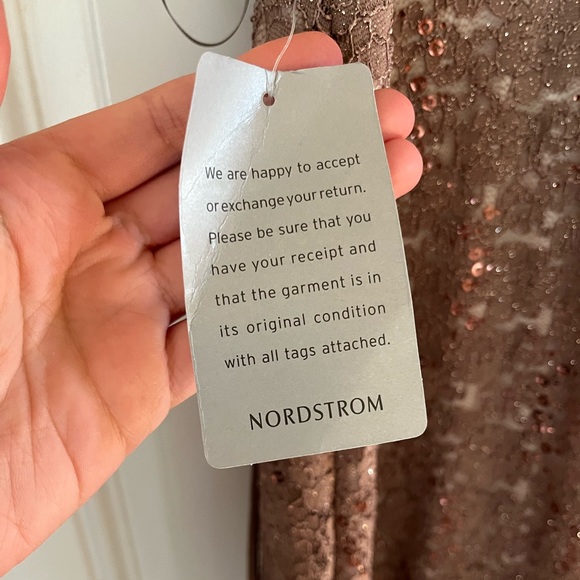 We are happy to accept
or exchange your return.
Please be sure that you
have your receipt and
that the garment is in
its original condition
with all tags attached.
NORDSTROM